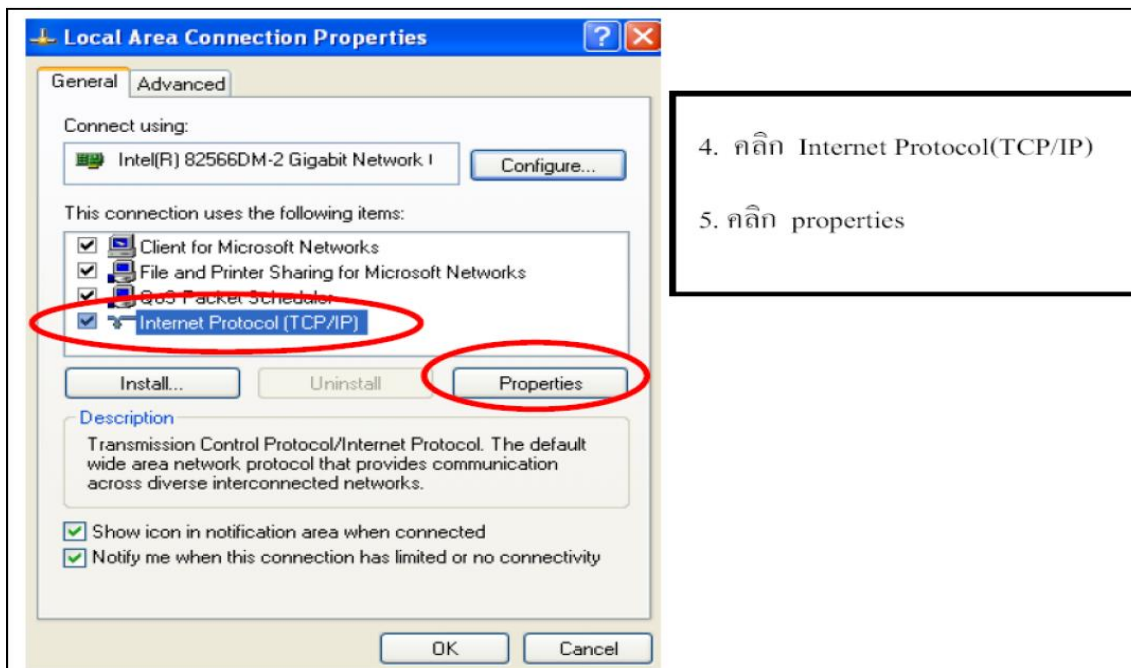 Local Area Connection Properties
General Advanced
Connect using:
Intel(R) 82566DM-2 Gigabit Network
Configure...
This connection uses the following items:
Client for Microsoft Networks
File and Printer Sharing for Microsoft Networks
QoS Packet Scheduler
Internet Protocol (TCP/IP)
Install... Uninstall Properties
Description
Transmission Control Protocol/Internet Protocol. The default
wide area network protocol that provides communication
across diverse interconnected networks.
Show icon in notification area when connected
Notify me when this connection has limited or no connectivity
OK Cancel
4. คลิก Internet Protocol(TCP/IP)
5. คลิก properties